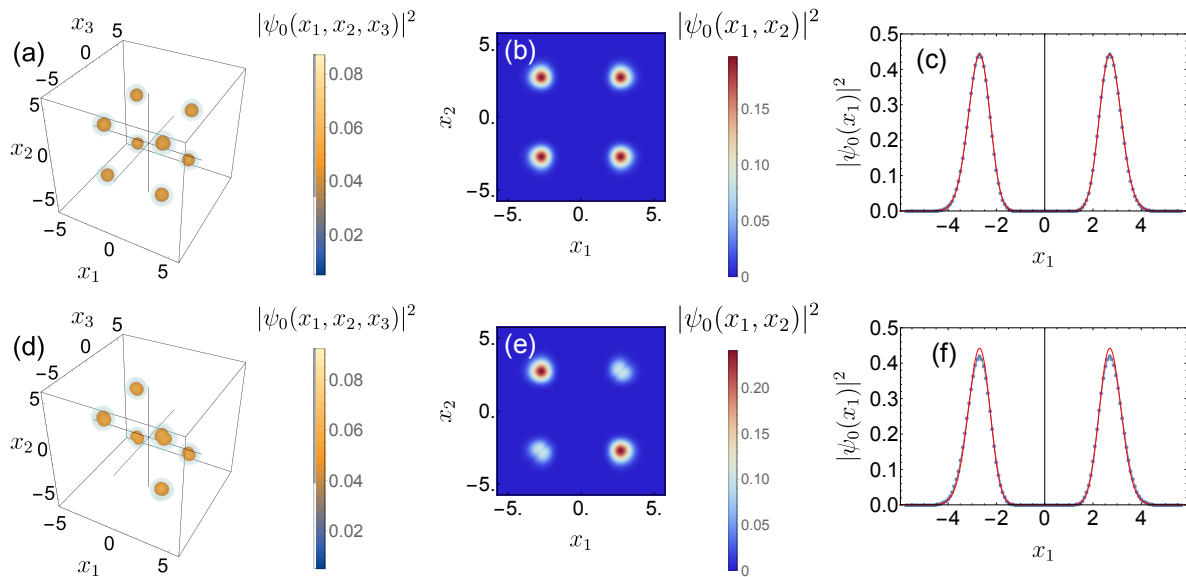 (a)
x₃
5
0
−5
5
x₂
0
−5
−5
0
x₁
5
|ψ₀(x₁, x₂, x₃)|²
0.08
0.06
0.04
0.02
(b)
5.
x₂
0.
−5.
−5.
0.
5.
x₁
|ψ₀(x₁, x₂)|²
0.15
0.10
0.05
0
(c)
|ψ₀(x₁)|²
0.5
0.4
0.3
0.2
0.1
0.0
−4 −2 0 2 4
x₁
(d)
x₃
5
0
−5
5
x₂
0
−5
−5
0
x₁
5
|ψ₀(x₁, x₂, x₃)|²
0.08
0.06
0.04
0.02
(e)
5.
x₂
0.
−5.
−5.
0.
5.
x₁
|ψ₀(x₁, x₂)|²
0.20
0.15
0.10
0.05
0
(f)
|ψ₀(x₁)|²
0.5
0.4
0.3
0.2
0.1
0.0
−4 −2 0 2 4
x₁